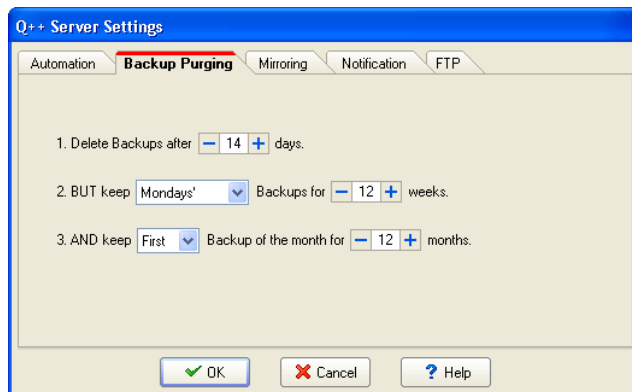 Q++ Server Settings
Automation Backup Purging Mirroring Notification FTP
1. Delete Backups after 14 days.
2. BUT keep Mondays' Backups for 12 weeks.
3. AND keep First Backup of the month for 12 months.
OK Cancel ? Help